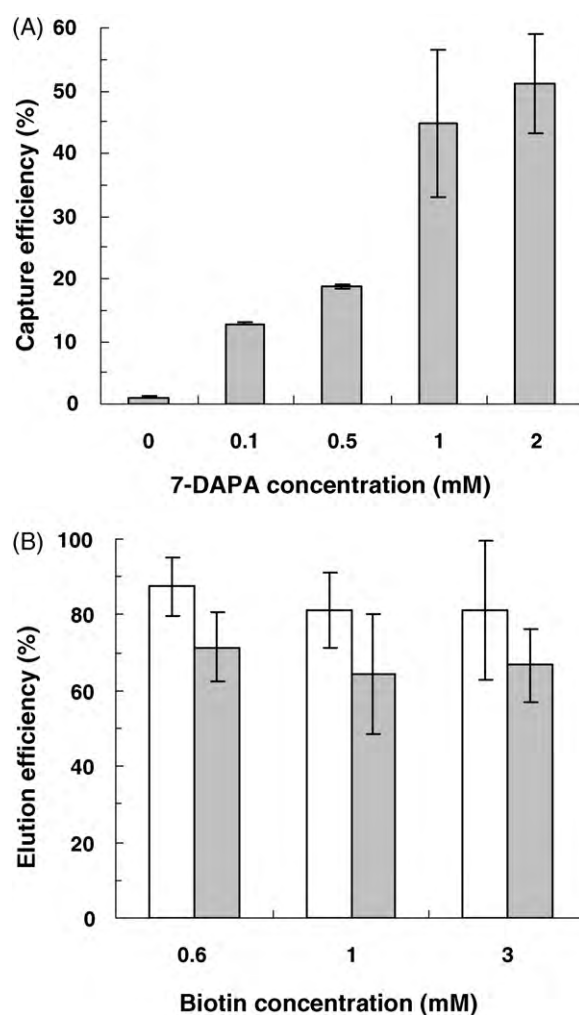 (A)
Capture efficiency (%)
60
50
40
30
20
10
0
0 0.1 0.5 1 2
7-DAPA concentration (mM)
(B)
Elution efficiency (%)
100
80
60
40
20
0
0.6 1 3
Biotin concentration (mM)